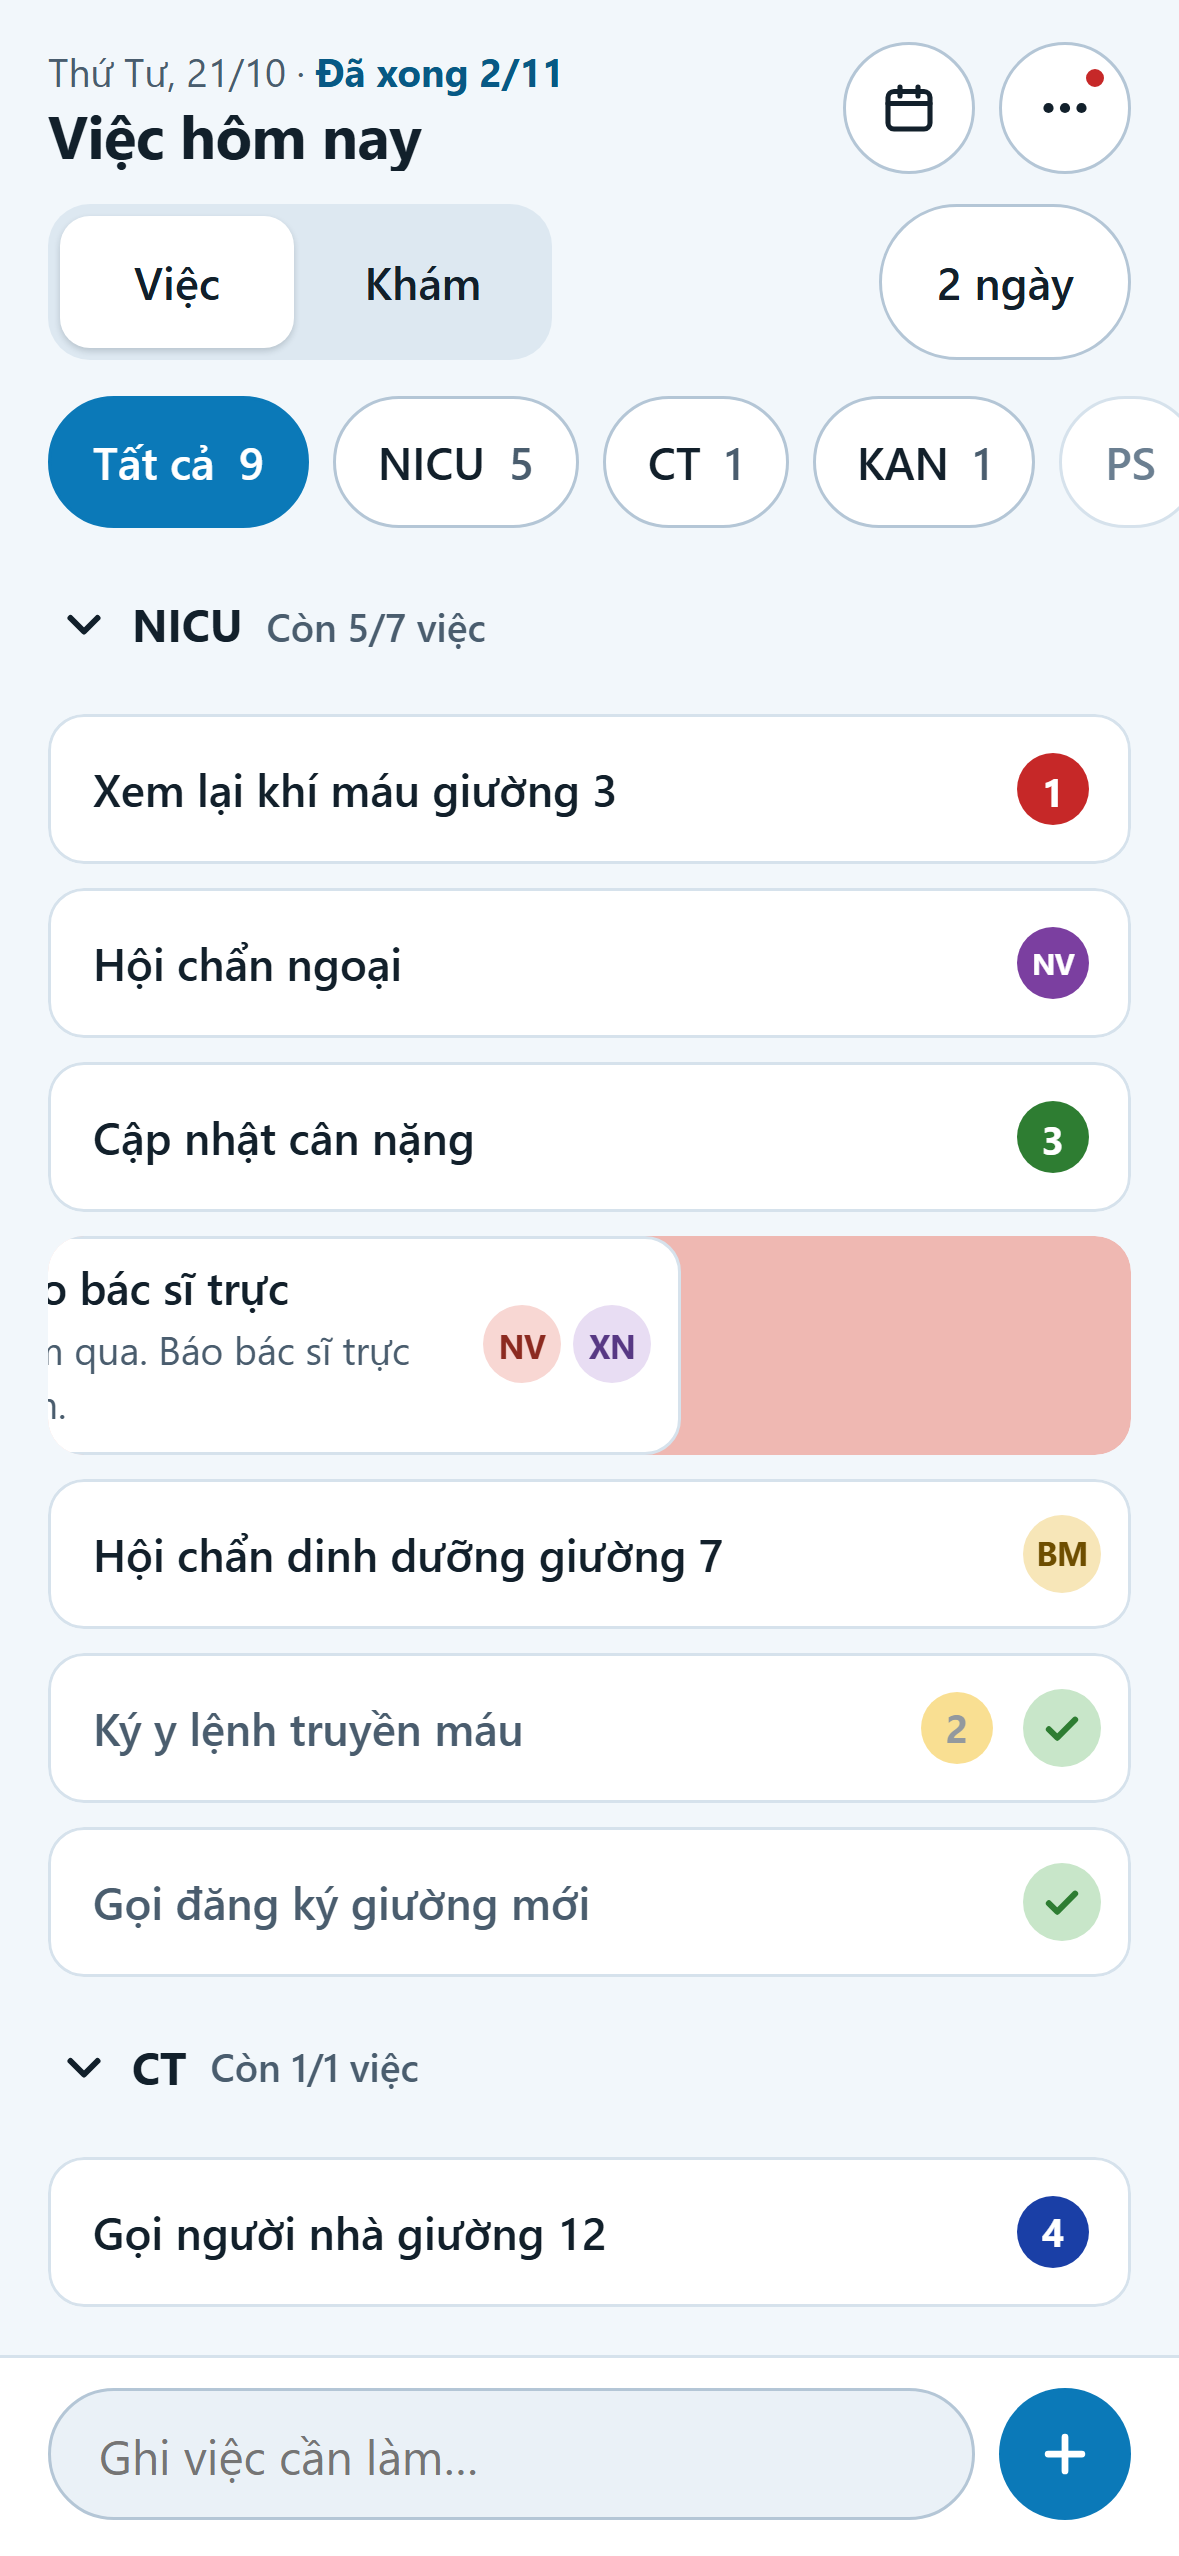 Thứ Tư, 21/10 · Đã xong 2/11
Việc hôm nay
Việc
Khám
2 ngày
Tất cả 9
NICU 5
CT 1
KAN 1
PS
NICU Còn 5/7 việc
Xem lại khí máu giường 3
1
Hội chẩn ngoại
NV
Cập nhật cân nặng
3
bác sĩ trực
qua. Báo bác sĩ trực
NV
XN
Hội chẩn dinh dưỡng giường 7
BM
Ký y lệnh truyền máu
2
Gọi đăng ký giường mới
CT Còn 1/1 việc
Gọi người nhà giường 12
4
Ghi việc cần làm...